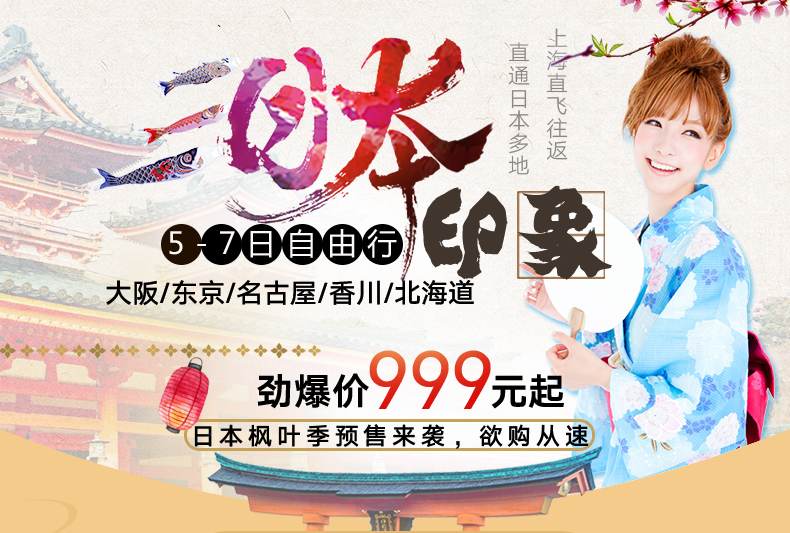 日本
印象
上海直飞往返
直通日本多地
5-7日自由行
大阪/东京/名古屋/香川/北海道
劲爆价999元起
日本枫叶季预售来袭，欲购从速